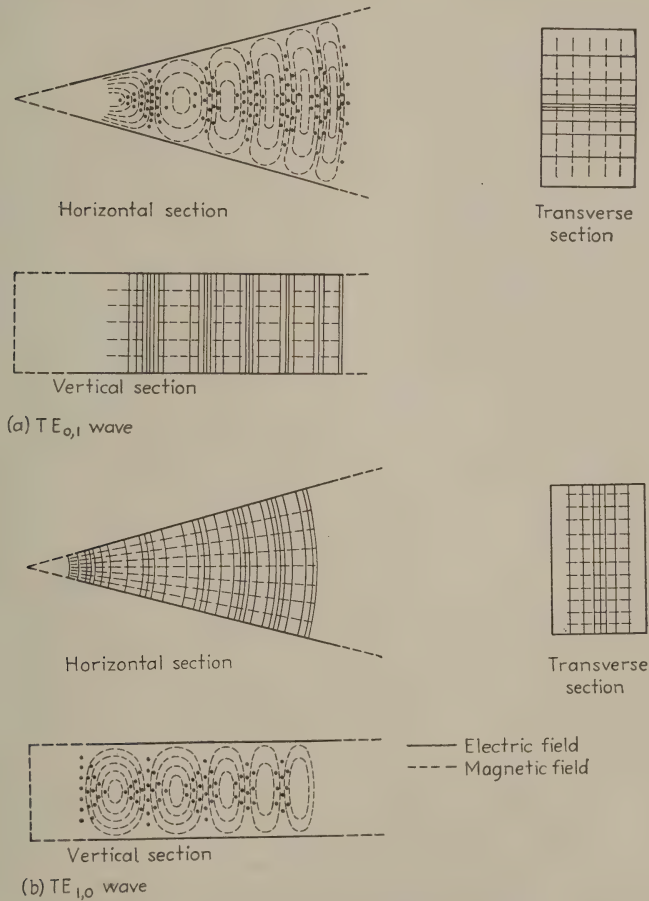 Horizontal section
Transverse
section
Vertical section
(a) TE0,1 wave
Horizontal section
Transverse
section
Electric field
Magnetic field
Vertical section
(b) TE1,0 wave